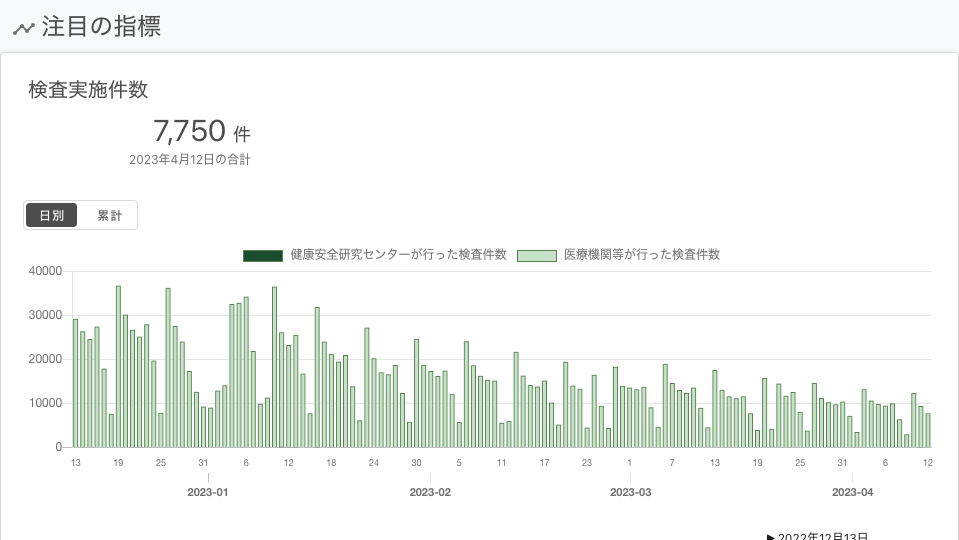 注目の指標
検査実施件数
7,750 件
2023年4月12日の合計
日別 累計
健康安全研究センターが行った検査件数 医療機関等が行った検査件数
40000
30000
20000
10000
0
13 19 25 31 6 12 18 24 30 5 11 17 23 1 7 13 19 25 31 6 12
2023-01 2023-02 2023-03 2023-04
▶ 2022年12月13日